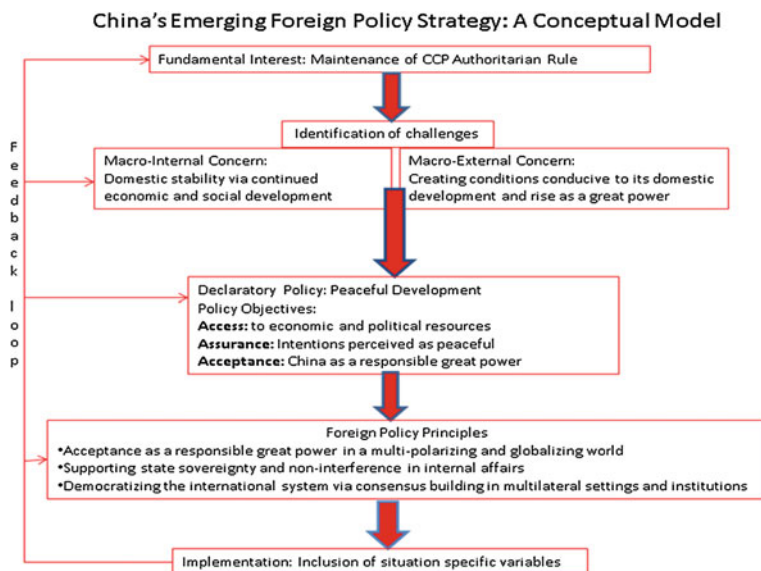 China's Emerging Foreign Policy Strategy: A Conceptual Model
Fundamental Interest: Maintenance of CCP Authoritarian Rule
Identification of challenges
Macro-Internal Concern:
Domestic stability via continued
economic and social development
Macro-External Concern:
Creating conditions conducive to its domestic
development and rise as a great power
Feedback loop
Declaratory Policy: Peaceful Development
Policy Objectives:
Access: to economic and political resources
Assurance: Intentions perceived as peaceful
Acceptance: China as a responsible great power
Foreign Policy Principles
•Acceptance as a responsible great power in a multi-polarizing and globalizing world
•Supporting state sovereignty and non-interference in internal affairs
•Democratizing the international system via consensus building in multilateral settings and institutions
Implementation: Inclusion of situation specific variables